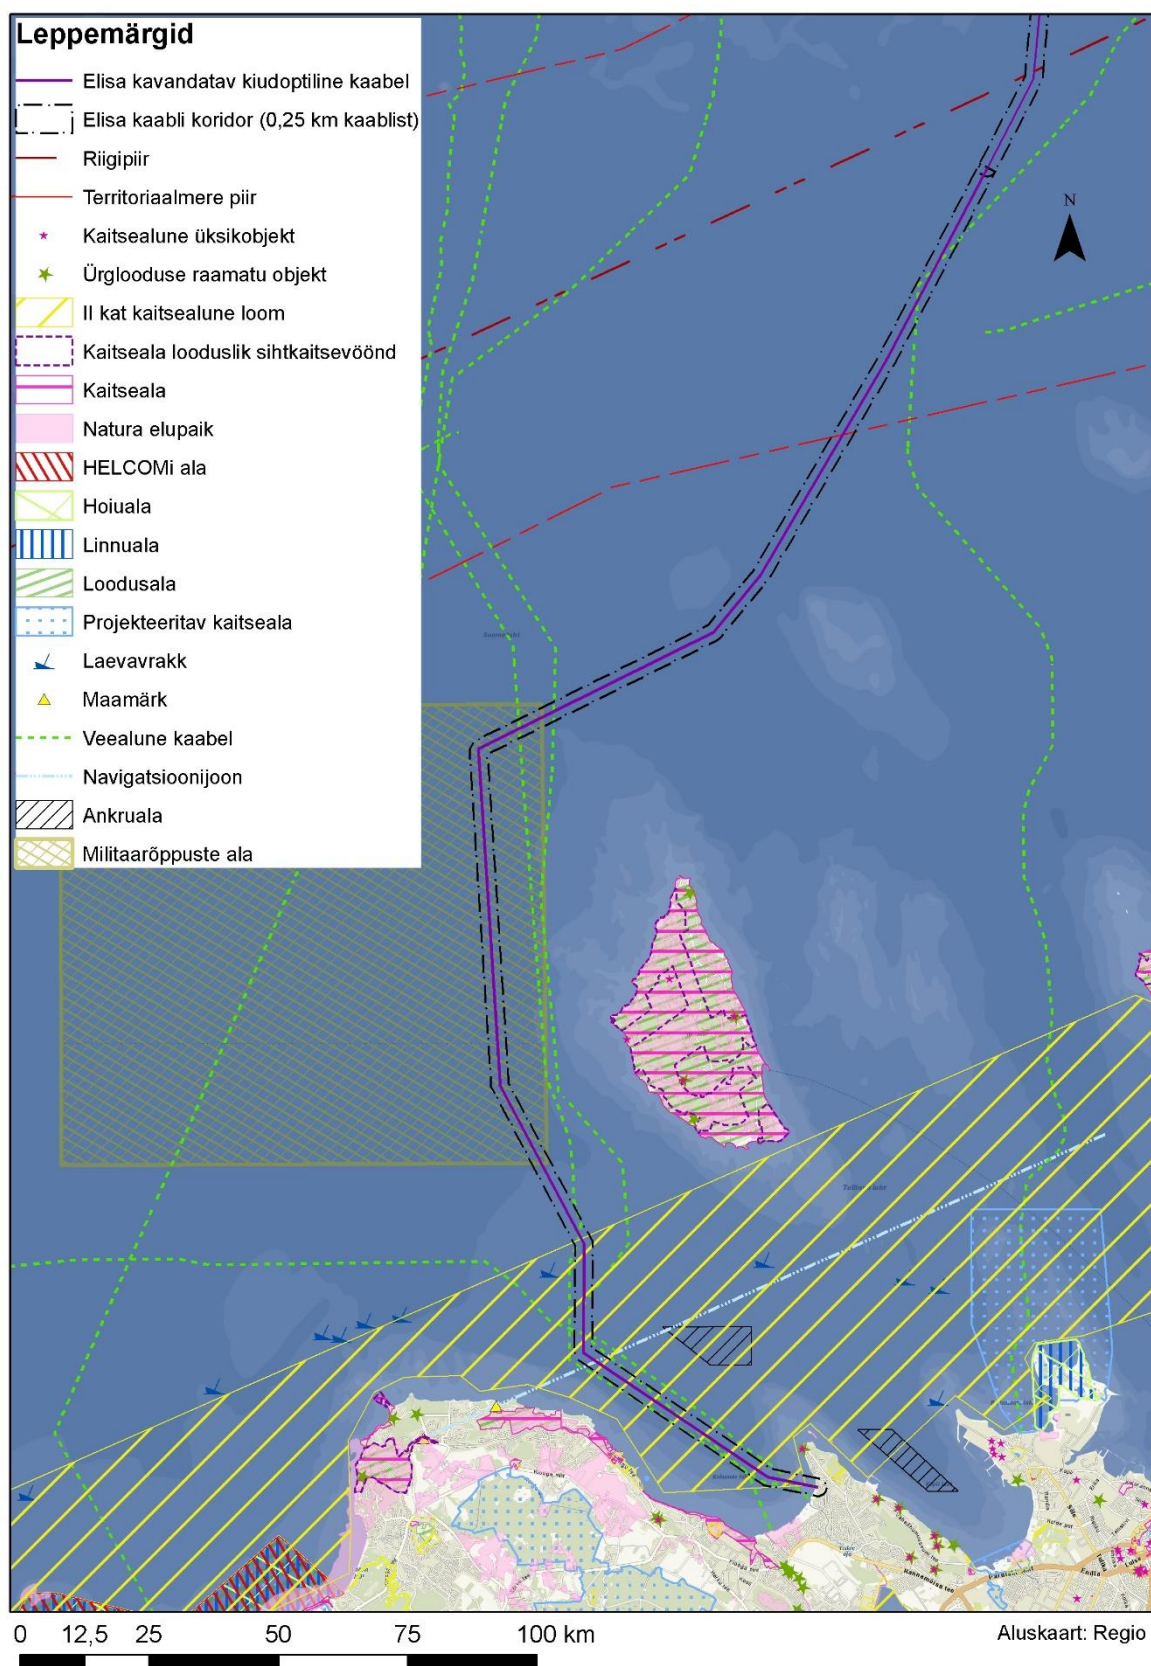 Leppemärgid
Elisa kavandatav kiudoptiline kaabel
Elisa kaabli koridor (0,25 km kaablist)
Riigipiir
Territoriaalmere piir
Kaitsealune üksikobjekt
Ürglooduse raamatu objekt
II kat kaitsealune loom
Kaitseala looduslik sihtkaitsevöönd
Kaitseala
Natura elupaik
HELCOMi ala
Hoiuala
Linnuala
Loodusala
Projekteeritav kaitseala
Laevavrakk
Maamärk
Veealune kaabel
Navigatsioonijoon
Ankruala
Militaarõppuste ala
N
Endla
0 12,5 25 50 75 100 km
Aluskaart: Regio